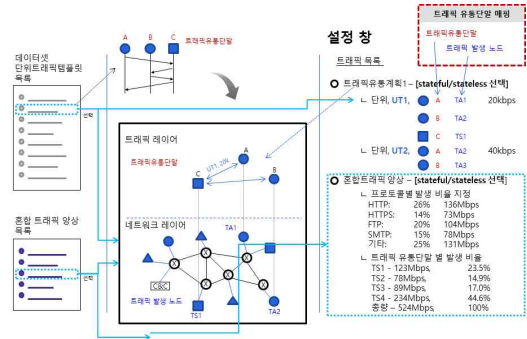 트래픽 유통단말 매핑
트래픽유통단말
트래픽 발생 노드
A B C
트래픽유통단말
데이터셋
단위트래픽템플릿
목록
선택
설정 창
트래픽 목록
트래픽유통계획1 – [stateful/stateless 선택]
ㄴ 단위, UT1, A TA1 20kbps
B TA2
C TS1
ㄴ 단위, UT2, A TA2 40kbps
B TA3
트래픽 레이어
트래픽유통단말
A
UT1, 20k
C
B
네트워크 레이어
TA1
X X X X X X
트래픽 발생 노드
TS1
TA2
혼합 트래픽 양상
목록
선택
혼합트래픽 양상 – [stateful/stateless 선택]
ㄴ 프로토콜별 발생 비율 지정
HTTP: 26% 136Mbps
HTTPS: 14% 73Mbps
FTP: 20% 104Mbps
SMTP: 15% 78Mbps
기타: 25% 131Mbps
ㄴ 트래픽 유통단말 별 발생 비율
TS1 - 123Mbps, 23.5%
TS2 - 78Mbps, 14.9%
TS3 - 89Mbps, 17.0%
TS4 - 234Mbps, 44.6%
총량 – 524Mbps, 100%